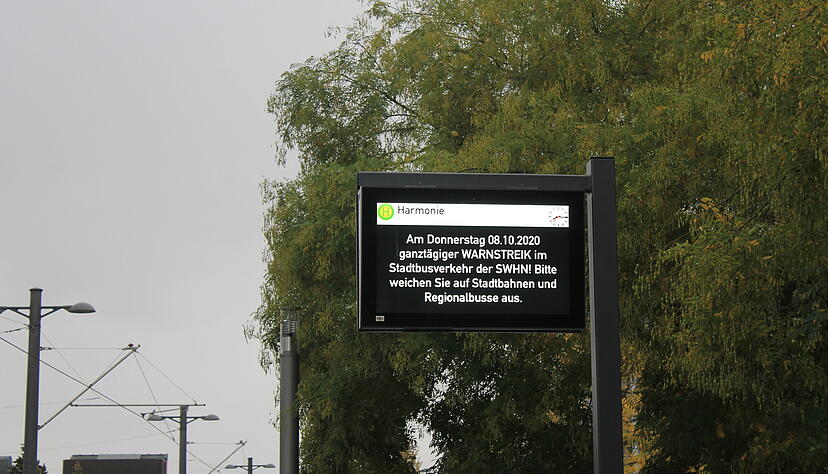 H Harmonie
Am Donnerstag 08.10.2020
ganztägiger WARNSTREIK im
Stadtbusverkehr der SWHN! Bitte
weichen Sie auf Stadtbahnen und
Regionalbusse aus.